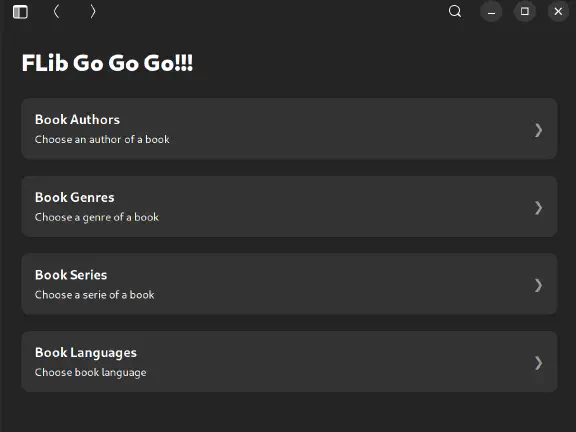 FLib Go Go Go!!!
Book Authors
Choose an author of a book
Book Genres
Choose a genre of a book
Book Series
Choose a serie of a book
Book Languages
Choose book language